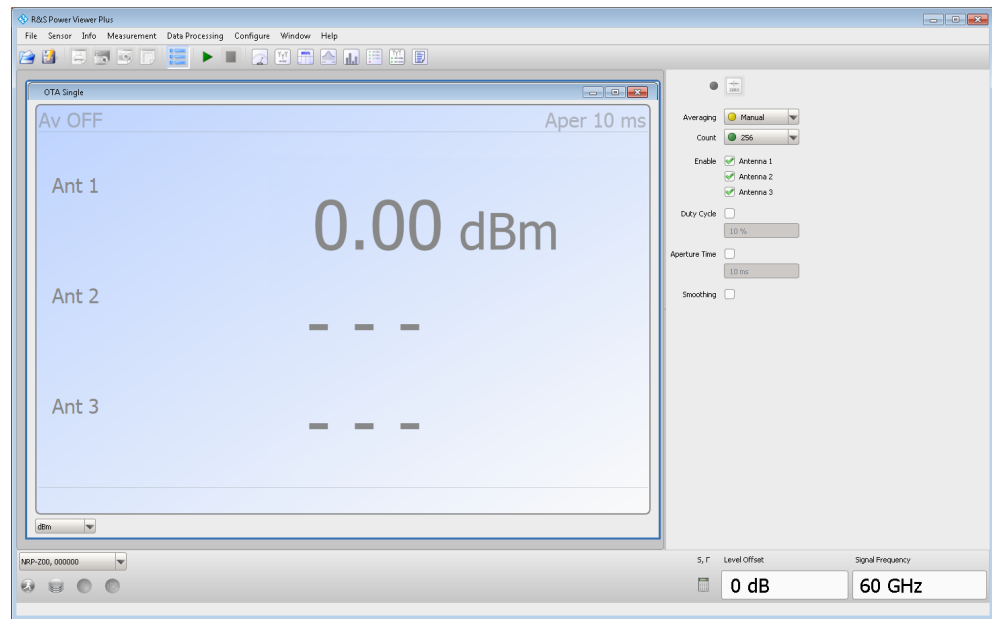 R&S Power Viewer Plus
File Sensor Info Measurement Data Processing Configure Window Help
OTA Single
Av OFF Aper 10 ms
Ant 1
0.00 dBm
Ant 2
- - -
Ant 3
- - -
dBm
ZERO
Averaging Manual
Count 256
Enable Antenna 1
Antenna 2
Antenna 3
Duty Cycle
10 %
Aperture Time
10 ms
Smoothing
NRP-Z00, 000000
S, Γ Level Offset Signal Frequency
0 dB 60 GHz